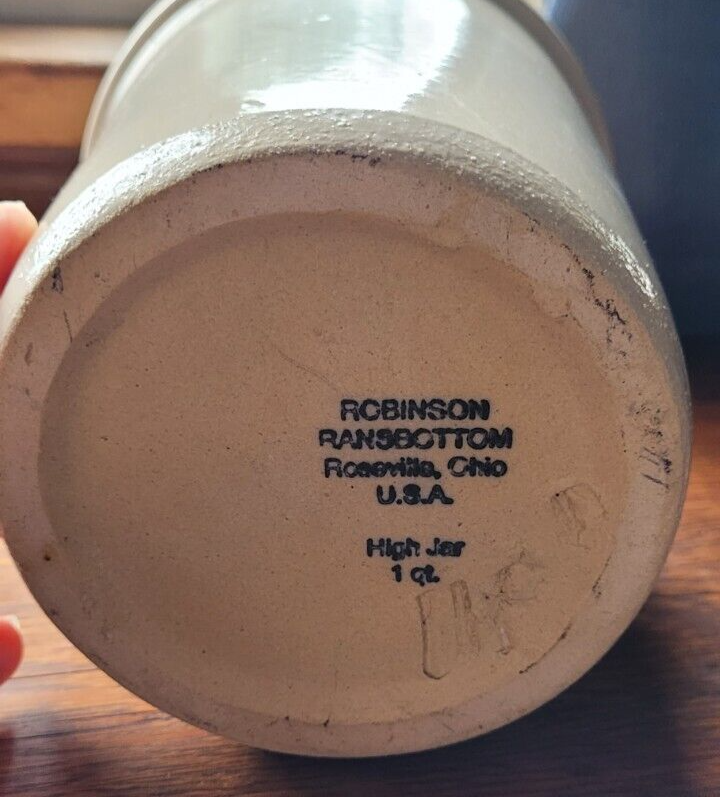 ROBINSON
RANSBOTTOM
Roseville, Ohio
U.S.A.
High Jar
1 qt.